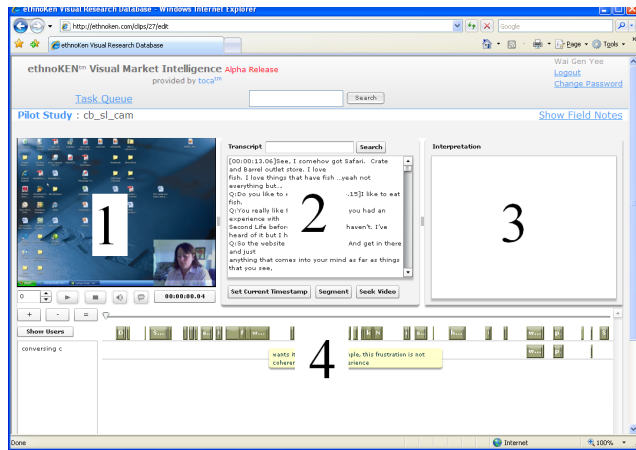 ethnoKEN Visual Research Database - Windows Internet Explorer
http://ethnoken.com/clips/27/edit
Google
ethnoKen Visual Research Database
Page
Tools
ethnoKEN™ Visual Market Intelligence Alpha Release
provided by toca™
Wai Gen Yee
Logout
Change Password
Task Queue
Search
Pilot Study : cb_sl_cam
Show Field Notes
1
Transcript
Search
[00:00:13.06]See, I somehow got Safari. Crate
and Barrel outlet store. I love
fish. I love things that have fish ...yeah not
everything but...
Q:Do you like to .15]I like to eat
fish.
Q:You really like you had an
experience with
Second Life befor haven't. I've
heard of it but I h
Q:So the website And get in there
and just
anything that comes into your mind as far as things
that you see,
2
Set Current Timestamp
Segment
Seek Video
Interpretation
3
0
00:00:00.04
+
-
=
Show Users
conversing c
D
S...
f
w...
k
N
h...
w...
p
S
w...
p
wants it ple, this frustration is not
cohere erience
4
Done
Internet
100%